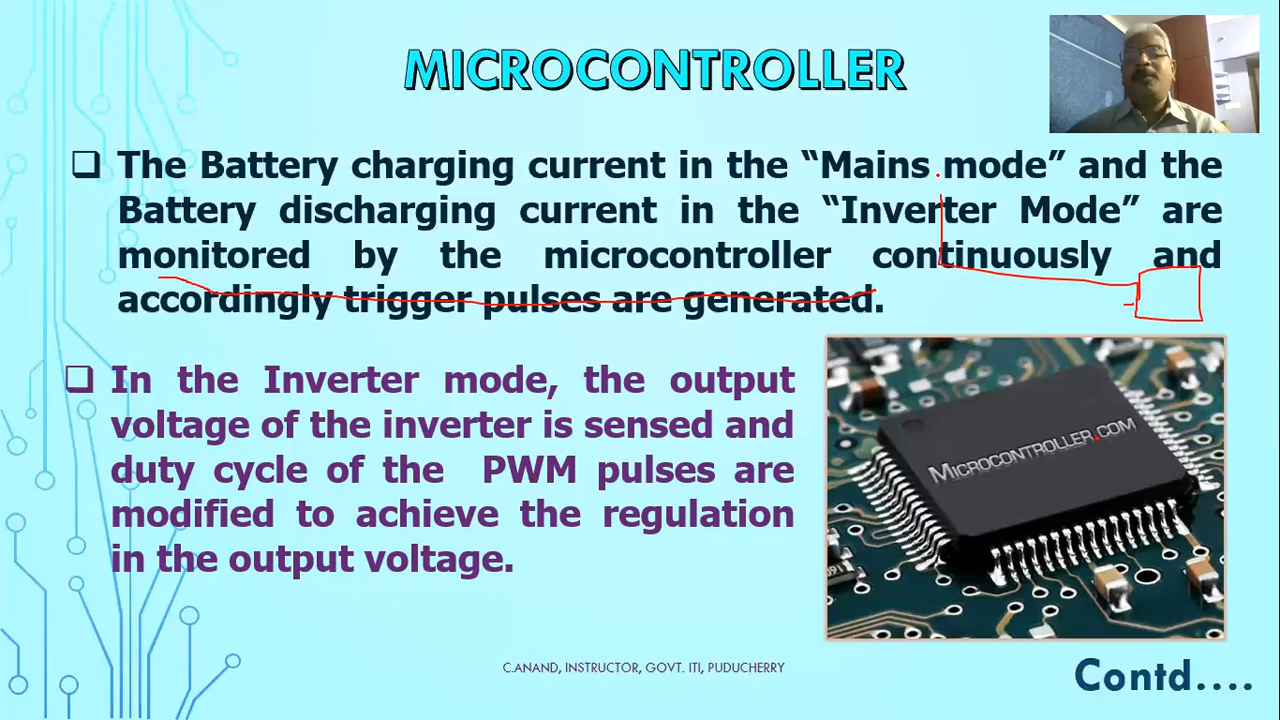 MICROCONTROLLER
❑ The Battery charging current in the “Mains mode” and the
Battery discharging current in the “Inverter Mode” are
monitored by the microcontroller continuously and
accordingly trigger pulses are generated.
❑ In the Inverter mode, the output
voltage of the inverter is sensed and
duty cycle of the PWM pulses are
modified to achieve the regulation
in the output voltage.
MICROCONTROLLER.COM
C.ANAND, INSTRUCTOR, GOVT. ITI, PUDUCHERRY
Contd....